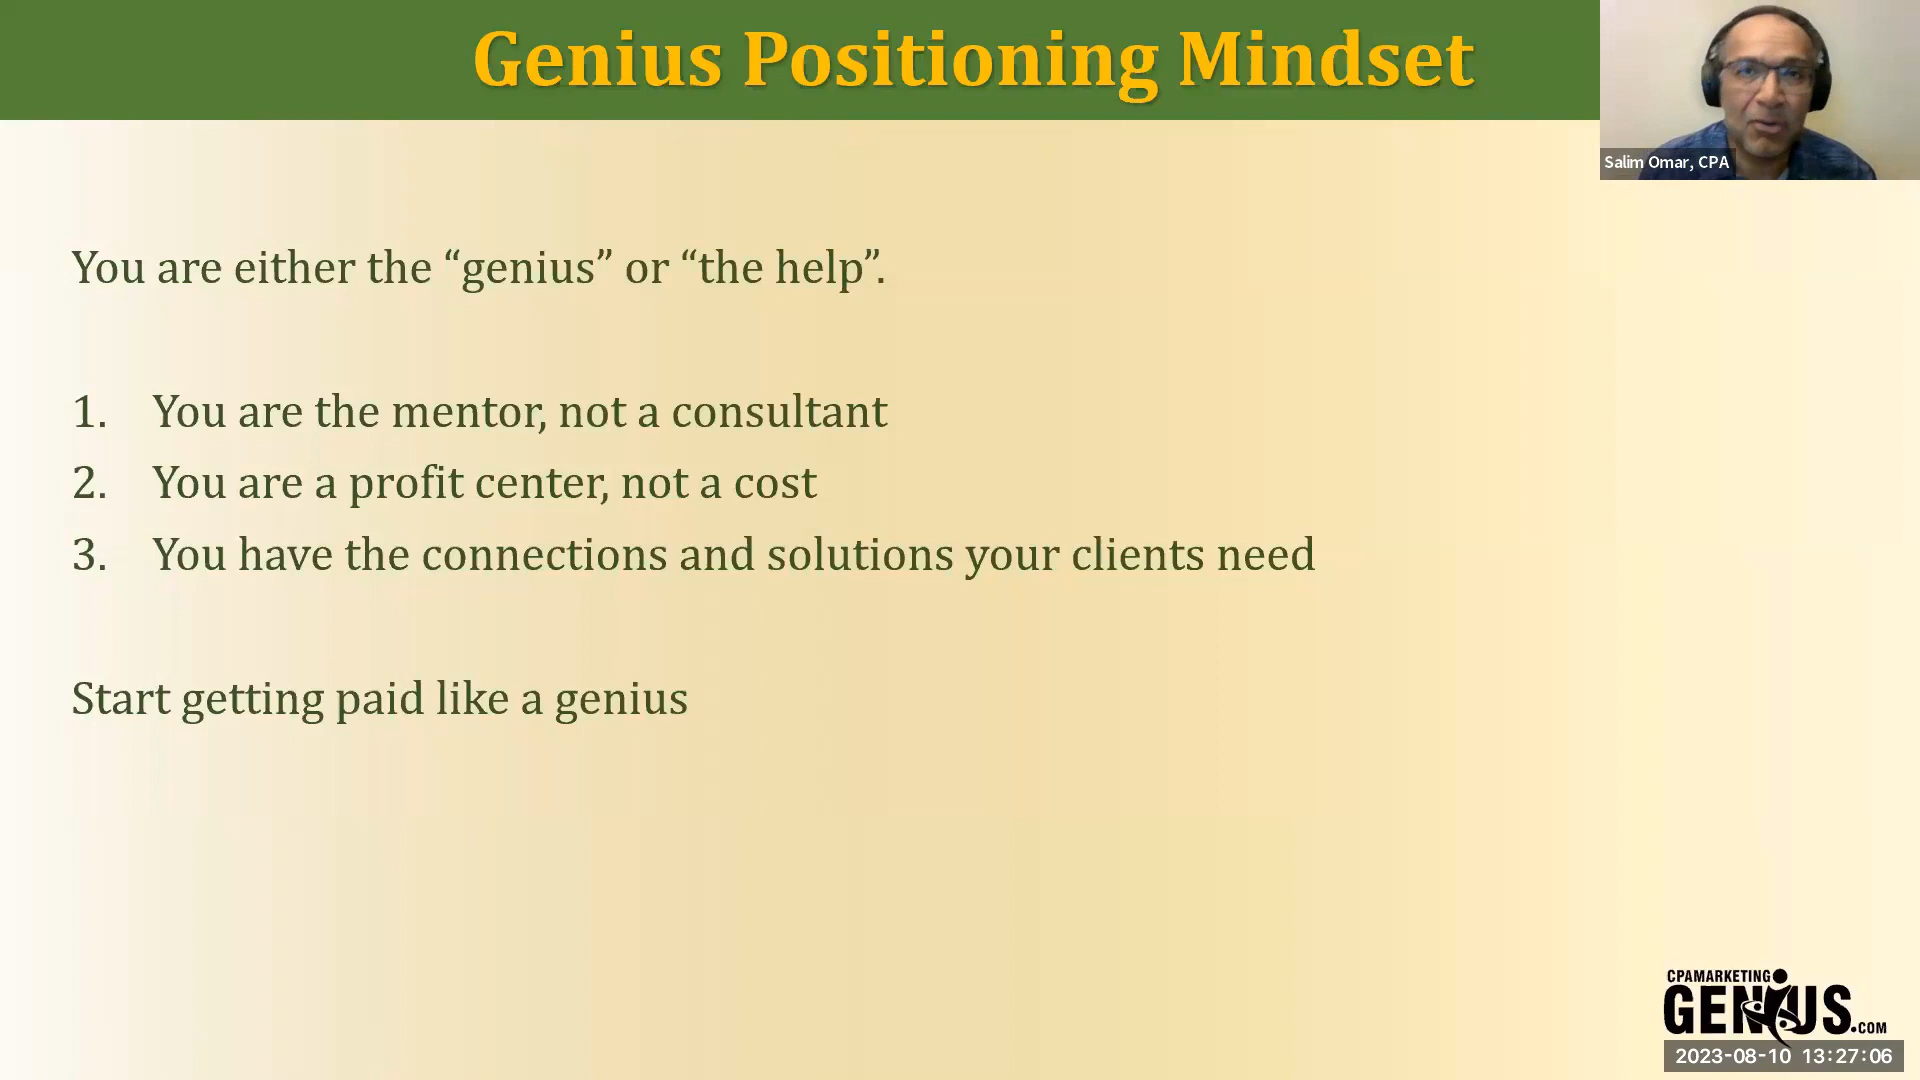 Genius Positioning Mindset
Salim Omar, CPA
You are either the “genius” or “the help”.
1. You are the mentor, not a consultant
2. You are a profit center, not a cost
3. You have the connections and solutions your clients need
Start getting paid like a genius
CPAMARKETING
GENIUS.COM
2023-08-10 13:27:06